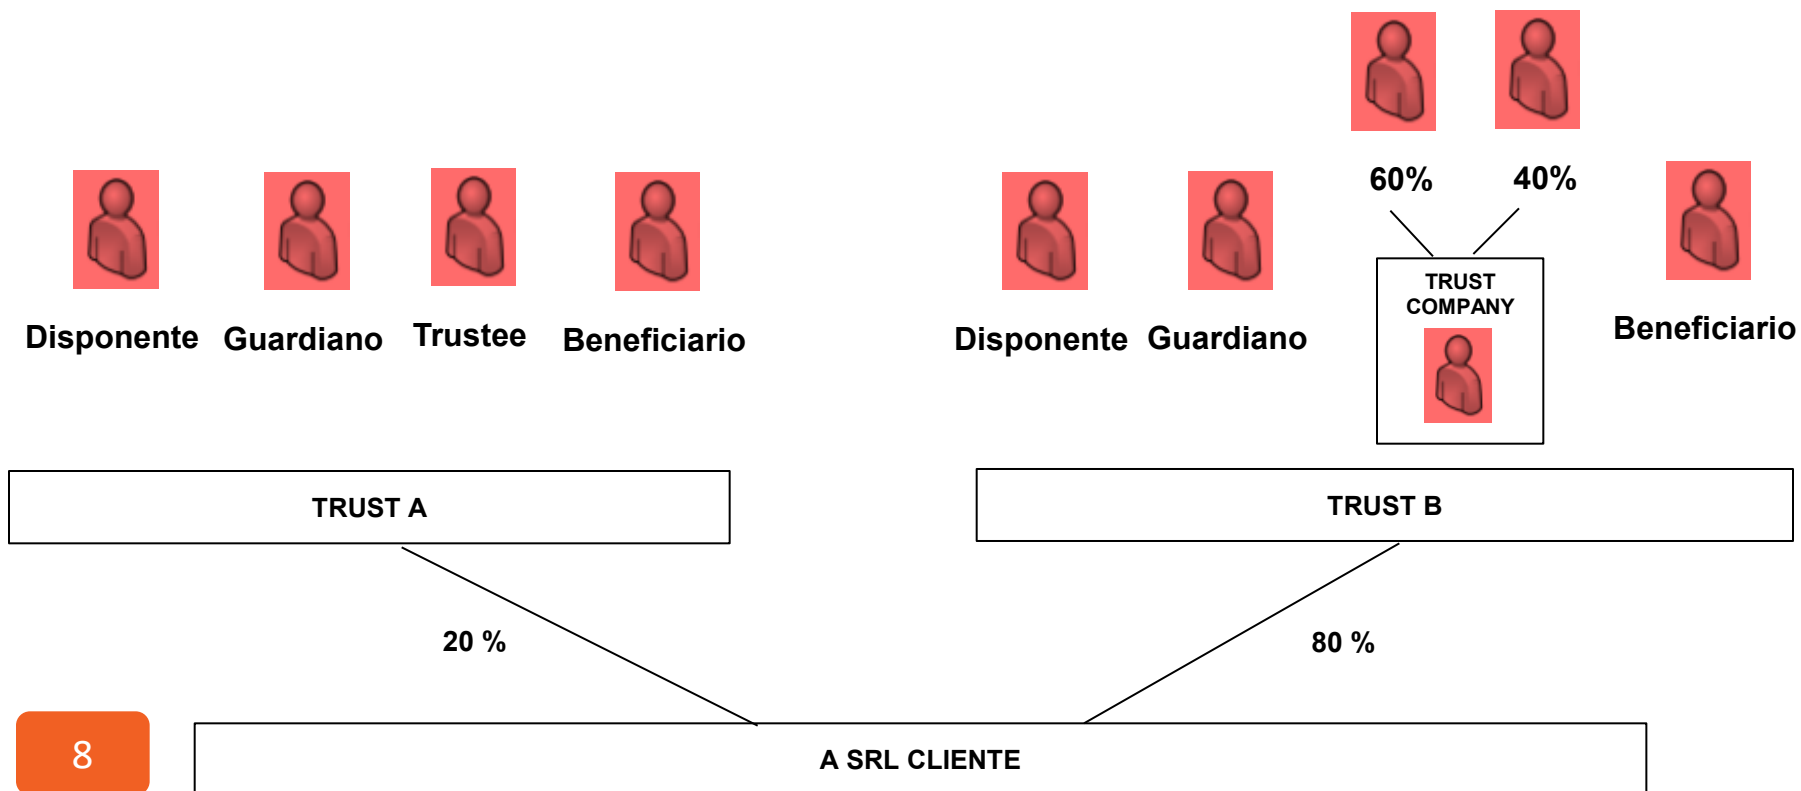 60%
40%
TRUST
COMPANY
Disponente
Guardiano
Trustee
Beneficiario
Disponente
Guardiano
Beneficiario
TRUST A
TRUST B
20 %
80 %
8
A SRL CLIENTE